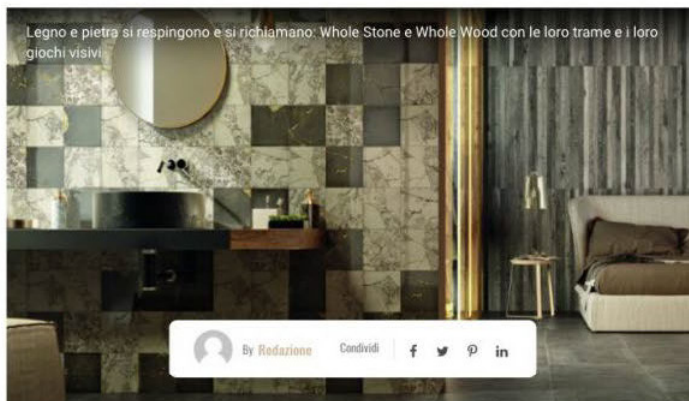 Legno e pietra si respingono e si richiamano: Whole Stone e Whole Wood con le loro trame e i loro
giochi visivi
By Redazione Condividi